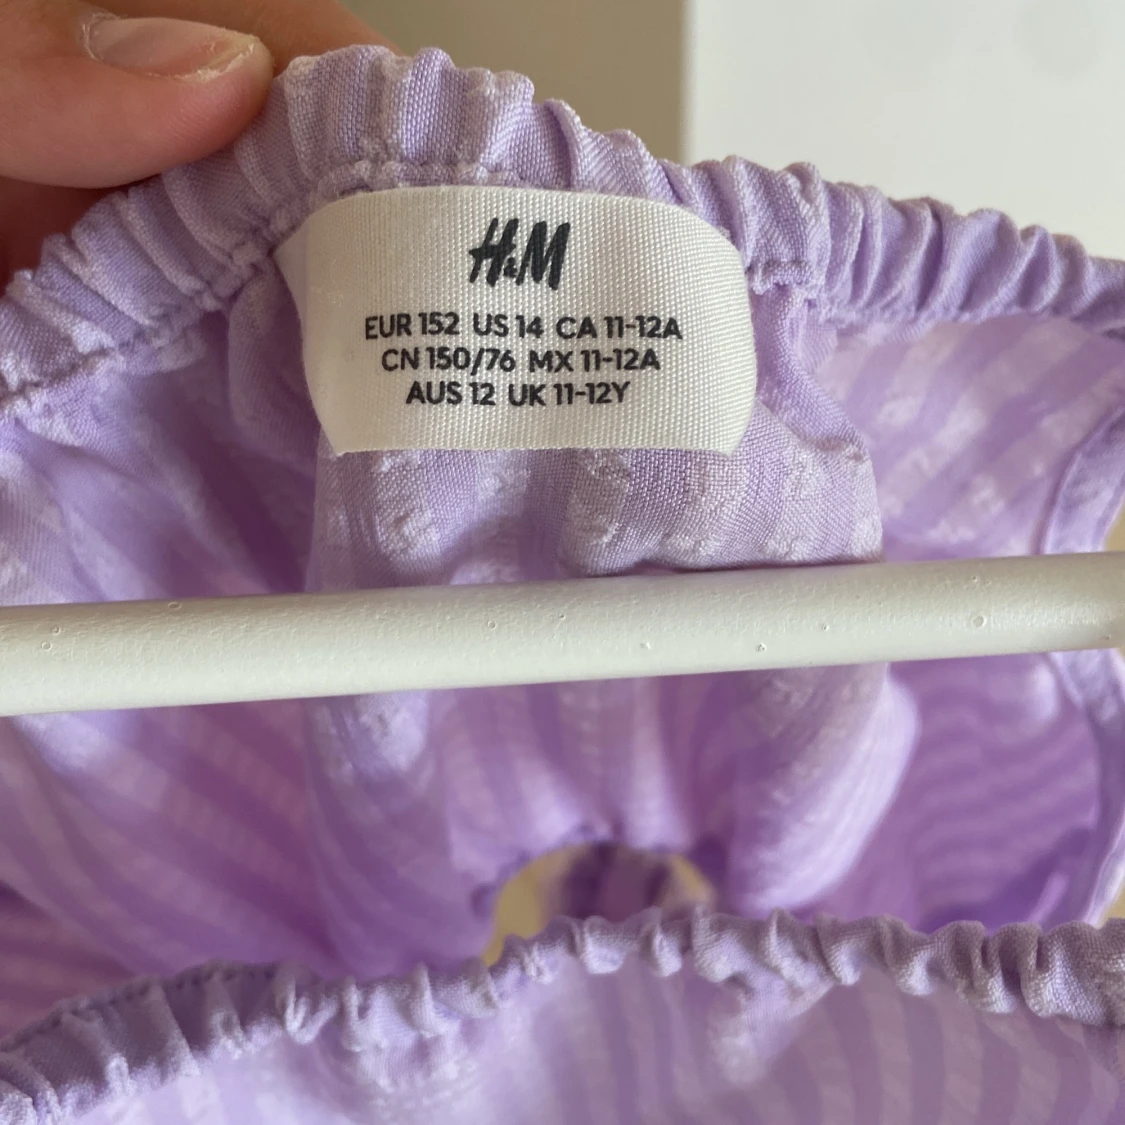 H&M
EUR 152 US 14 CA 11-12A
CN 150/76 MX 11-12A
AUS 12 UK 11-12Y